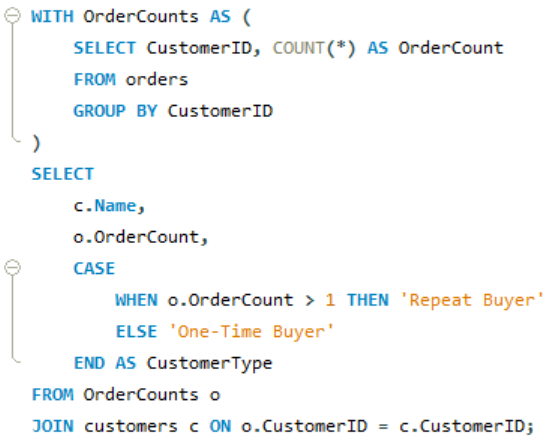 WITH OrderCounts AS (
    SELECT CustomerID, COUNT(*) AS OrderCount
    FROM orders
    GROUP BY CustomerID
)
SELECT
    c.Name,
    o.OrderCount,
    CASE
        WHEN o.OrderCount > 1 THEN 'Repeat Buyer'
        ELSE 'One-Time Buyer'
    END AS CustomerType
FROM OrderCounts o
JOIN customers c ON o.CustomerID = c.CustomerID;